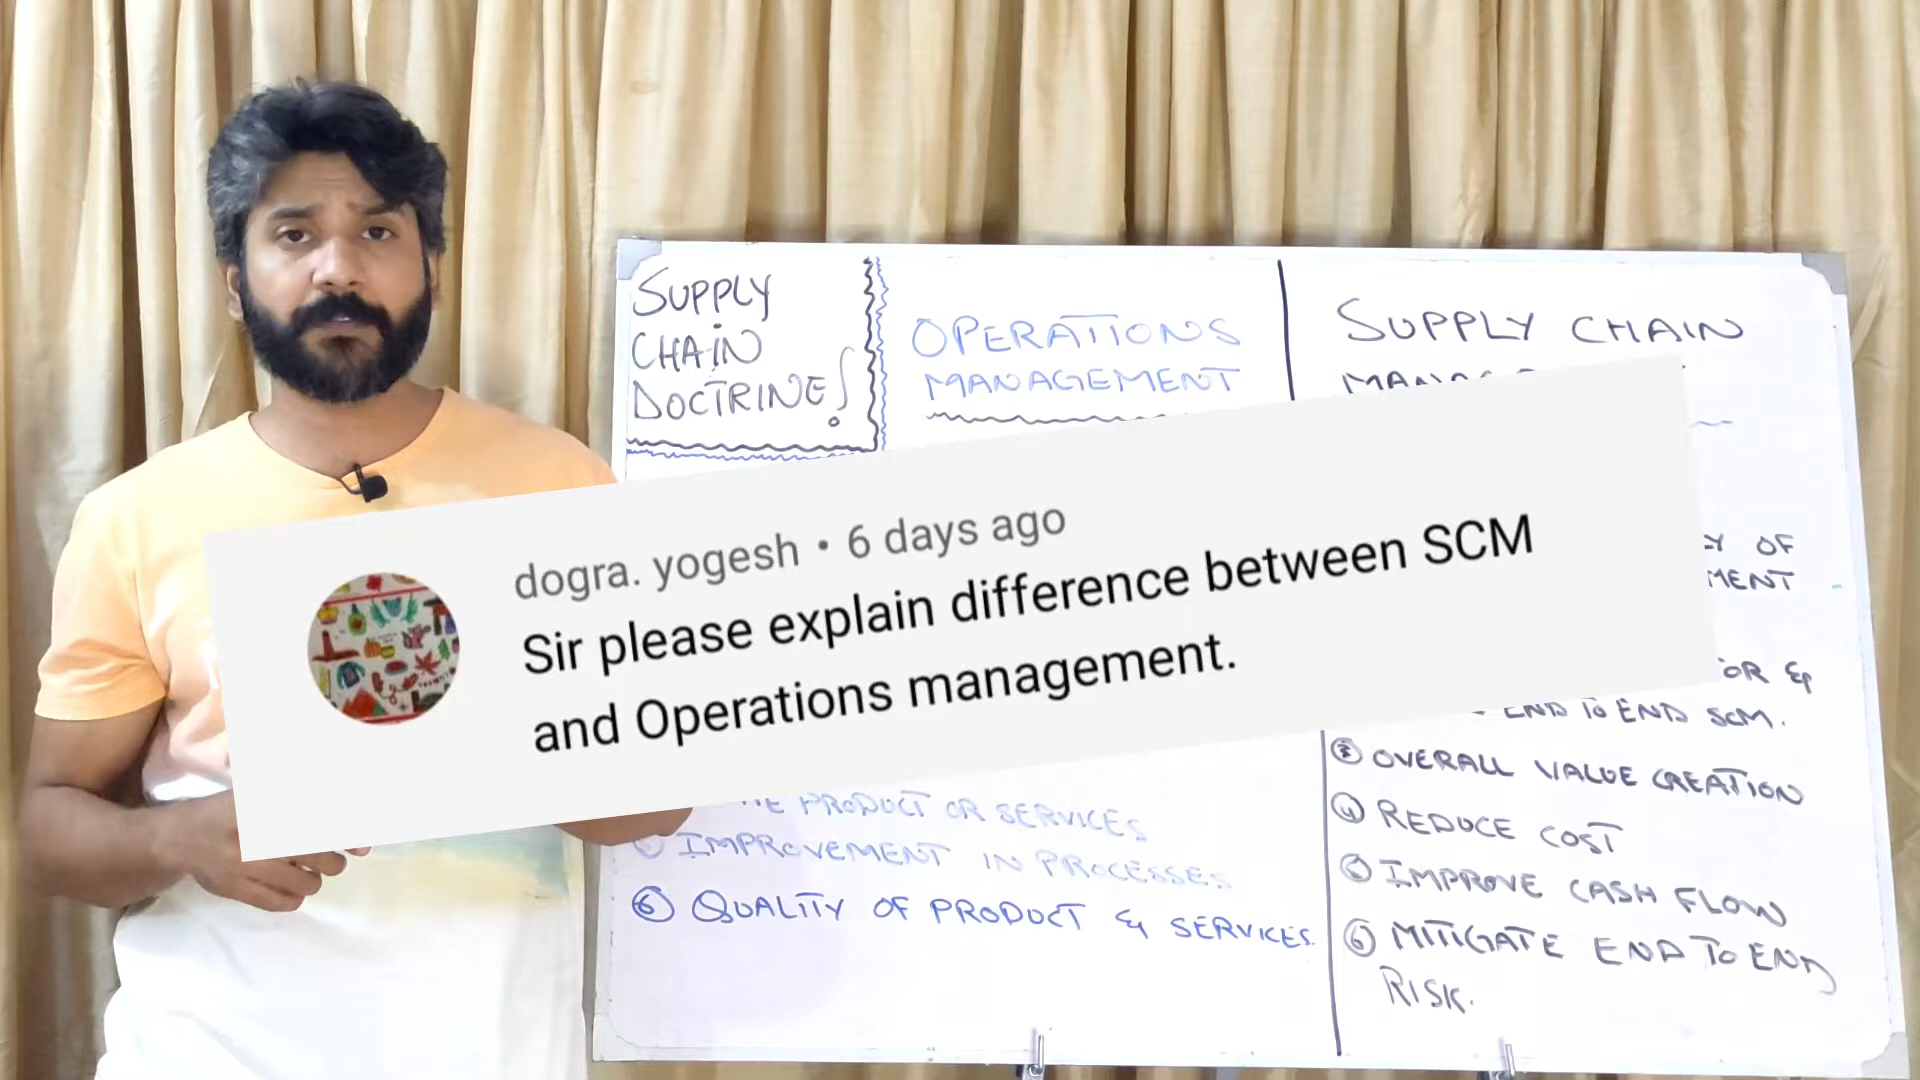 SUPPLY
CHAIN
DOCTRINE!
OPERATIONS
MANAGEMENT
SUPPLY CHAIN
dogra. yogesh • 6 days ago
Sir please explain difference between SCM
and Operations management.
OF
END TO END SCM.
③ OVERALL VALUE CREATION
④ REDUCE COST
⑤ IMPROVE CASH FLOW
⑥ MITIGATE END TO END
RISK.
PRODUCT OR SERVICES
IMPROVEMENT IN PROCESSES
⑥ QUALITY OF PRODUCT & SERVICES.